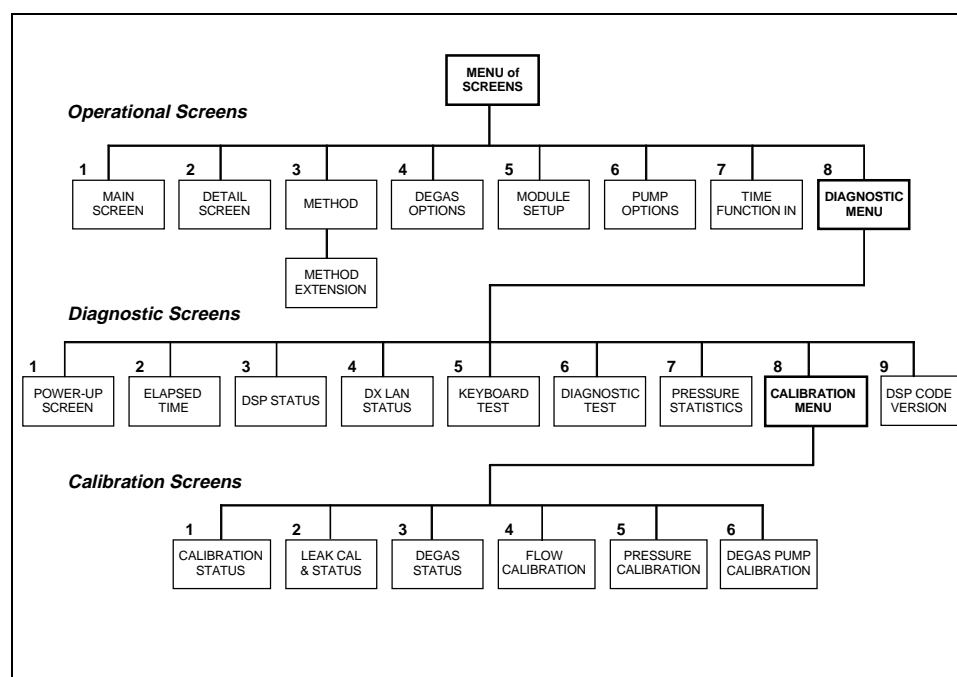 MENU of
SCREENS
Operational Screens
1
MAIN
SCREEN
2
DETAIL
SCREEN
3
METHOD
4
DEGAS
OPTIONS
5
MODULE
SETUP
6
PUMP
OPTIONS
7
TIME
FUNCTION IN
8
DIAGNOSTIC
MENU
METHOD
EXTENSION
Diagnostic Screens
1
POWER-UP
SCREEN
2
ELAPSED
TIME
3
DSP STATUS
4
DX LAN
STATUS
5
KEYBOARD
TEST
6
DIAGNOSTIC
TEST
7
PRESSURE
STATISTICS
8
CALIBRATION
MENU
9
DSP CODE
VERSION
Calibration Screens
1
CALIBRATION
STATUS
2
LEAK CAL
& STATUS
3
DEGAS
STATUS
4
FLOW
CALIBRATION
5
PRESSURE
CALIBRATION
6
DEGAS PUMP
CALIBRATION